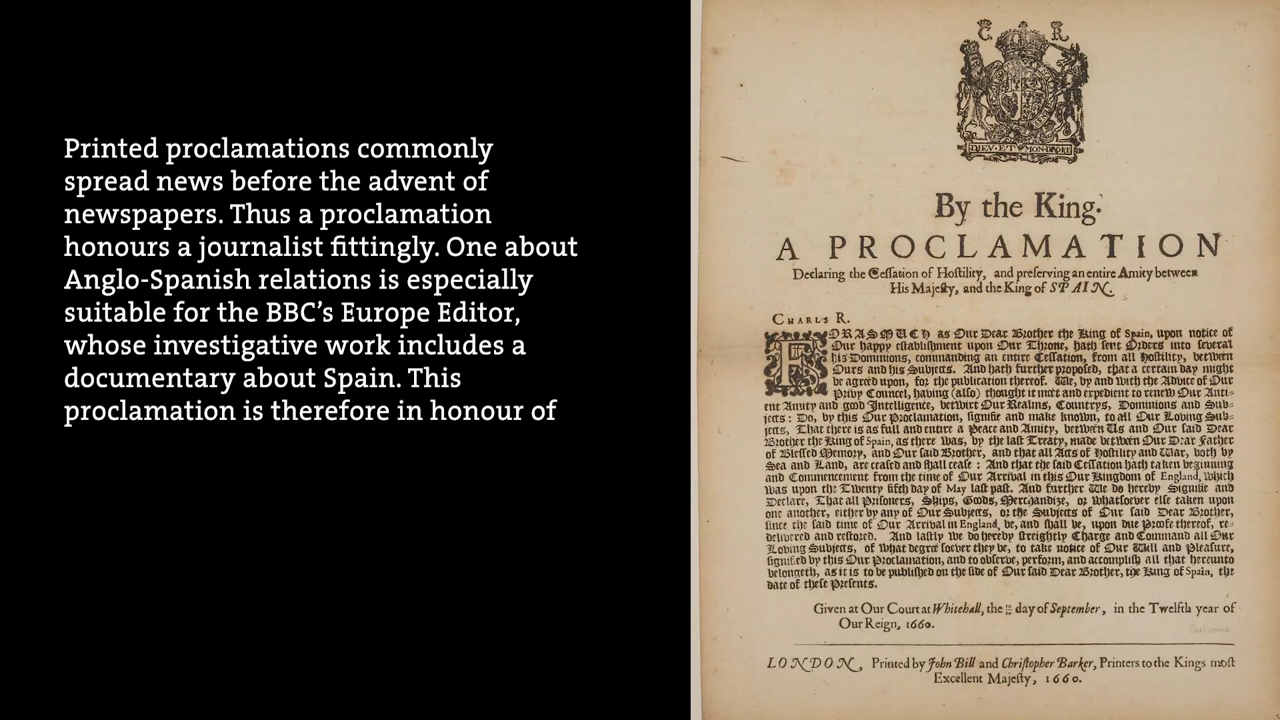 Printed proclamations commonly
spread news before the advent of
newspapers. Thus a proclamation
honours a journalist fittingly. One about
Anglo-Spanish relations is especially
suitable for the BBC’s Europe Editor,
whose investigative work includes a
documentary about Spain. This
proclamation is therefore in honour of
C R
DIEV·ET MON·DROIT
By the King.
A PROCLAMATION
Declaring the Ceſſation of Hoſtility, and preſerving an entire Amity between
His Majeſty, and the King of SPAIN.
CHARLS R.
FORASMUCH as Our Dear Brother the King of Spain, upon notice of
Our happy eſtabliſhment upon Our Throne, hath ſent Orders into ſeveral
his Dominions, commanding an entire Ceſſation, from all Hoſtility, between
Ours and his Subjects. And hath further propoſed, that a certain day might
be agreed upon, for the publication thereof. We, by and with the Advice of Our
Privy Councel, having (alſo) thought it meet and expedient to renew Our Anti-
ent Amity and good Intelligence, betwixt Our Realms, Countrys, Dominions and Sub-
jects: Do, by this Our Proclamation, ſignifie and make known, to all Our Loving Sub-
jects, That there is as full and entire a Peace and Amity, between Us and Our ſaid Dear
Brother the King of Spain, as there was, by the laſt Treaty, made between Our Dear Father
of Bleſſed Memory, and Our ſaid Brother, and that all Acts of Hoſtility and War, both by
Sea and Land, are ceaſed and ſhall ceaſe: And that the ſaid Ceſſation hath taken beginning
and Commencement from the time of Our Arrival in this Our Kingdom of England, which
was upon the Twenty fifth day of May laſt paſt. And further We do hereby Signifie and
Declare, That all Priſoners, Ships, Goods, Merchandize, or Whatſoever elſe taken upon
one another, either by any of Our Subjects, or the Subjects of Our ſaid Dear Brother,
ſince the ſaid time of Our Arrival in England, be, and ſhall be, upon due Proofe thereof, re-
delivered and reſtored. And laſtly We do hereby ſtreightly Charge and Command all Our
Loving Subjects, of what degree ſoever they be, to take notice of Our Will and Pleaſure,
ſignified by this Our Proclamation, and to obſerve, perform, and accompliſh all that hereunto
belongeth, as it is to be publiſhed on the ſide of Our ſaid Dear Brother, the King of Spain, the
date of theſe Preſents.
Given at Our Court at Whitehall, the day of September, in the Twelfth year of
Our Reign, 1660.
LONDON, Printed by John Bill and Chriſtopher Barker, Printers to the Kings moſt
Excellent Majeſty, 1660.